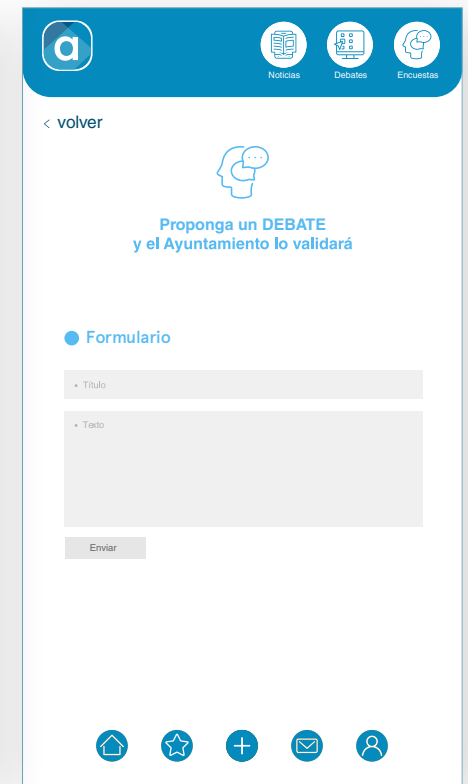 a
Noticias
Debates
Encuestas
< volver
Proponga un DEBATE
y el Ayuntamiento lo validará
Formulario
• Título
• Texto
Enviar